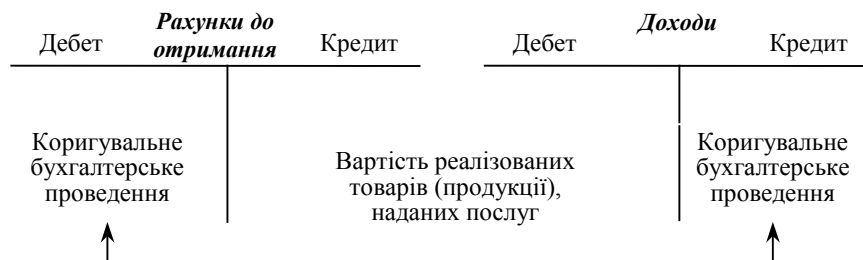 Рахунки до
отримання
Дебет
Кредит
Доходи
Дебет
Кредит
Коригувальне
бухгалтерське
проведення
Вартість реалізованих
товарів (продукції),
наданих послуг
Коригувальне
бухгалтерське
проведення